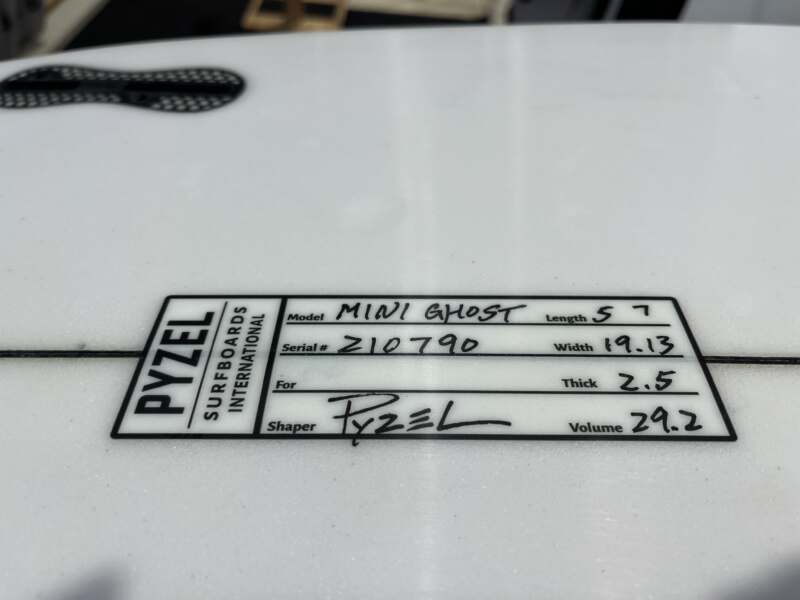 PYZEL
SURFBOARDS
INTERNATIONAL
Model MINI GHOST Length 5 7
Serial # 210790 Width 19.13
For Thick 2.5
Shaper PYZEL Volume 29.2